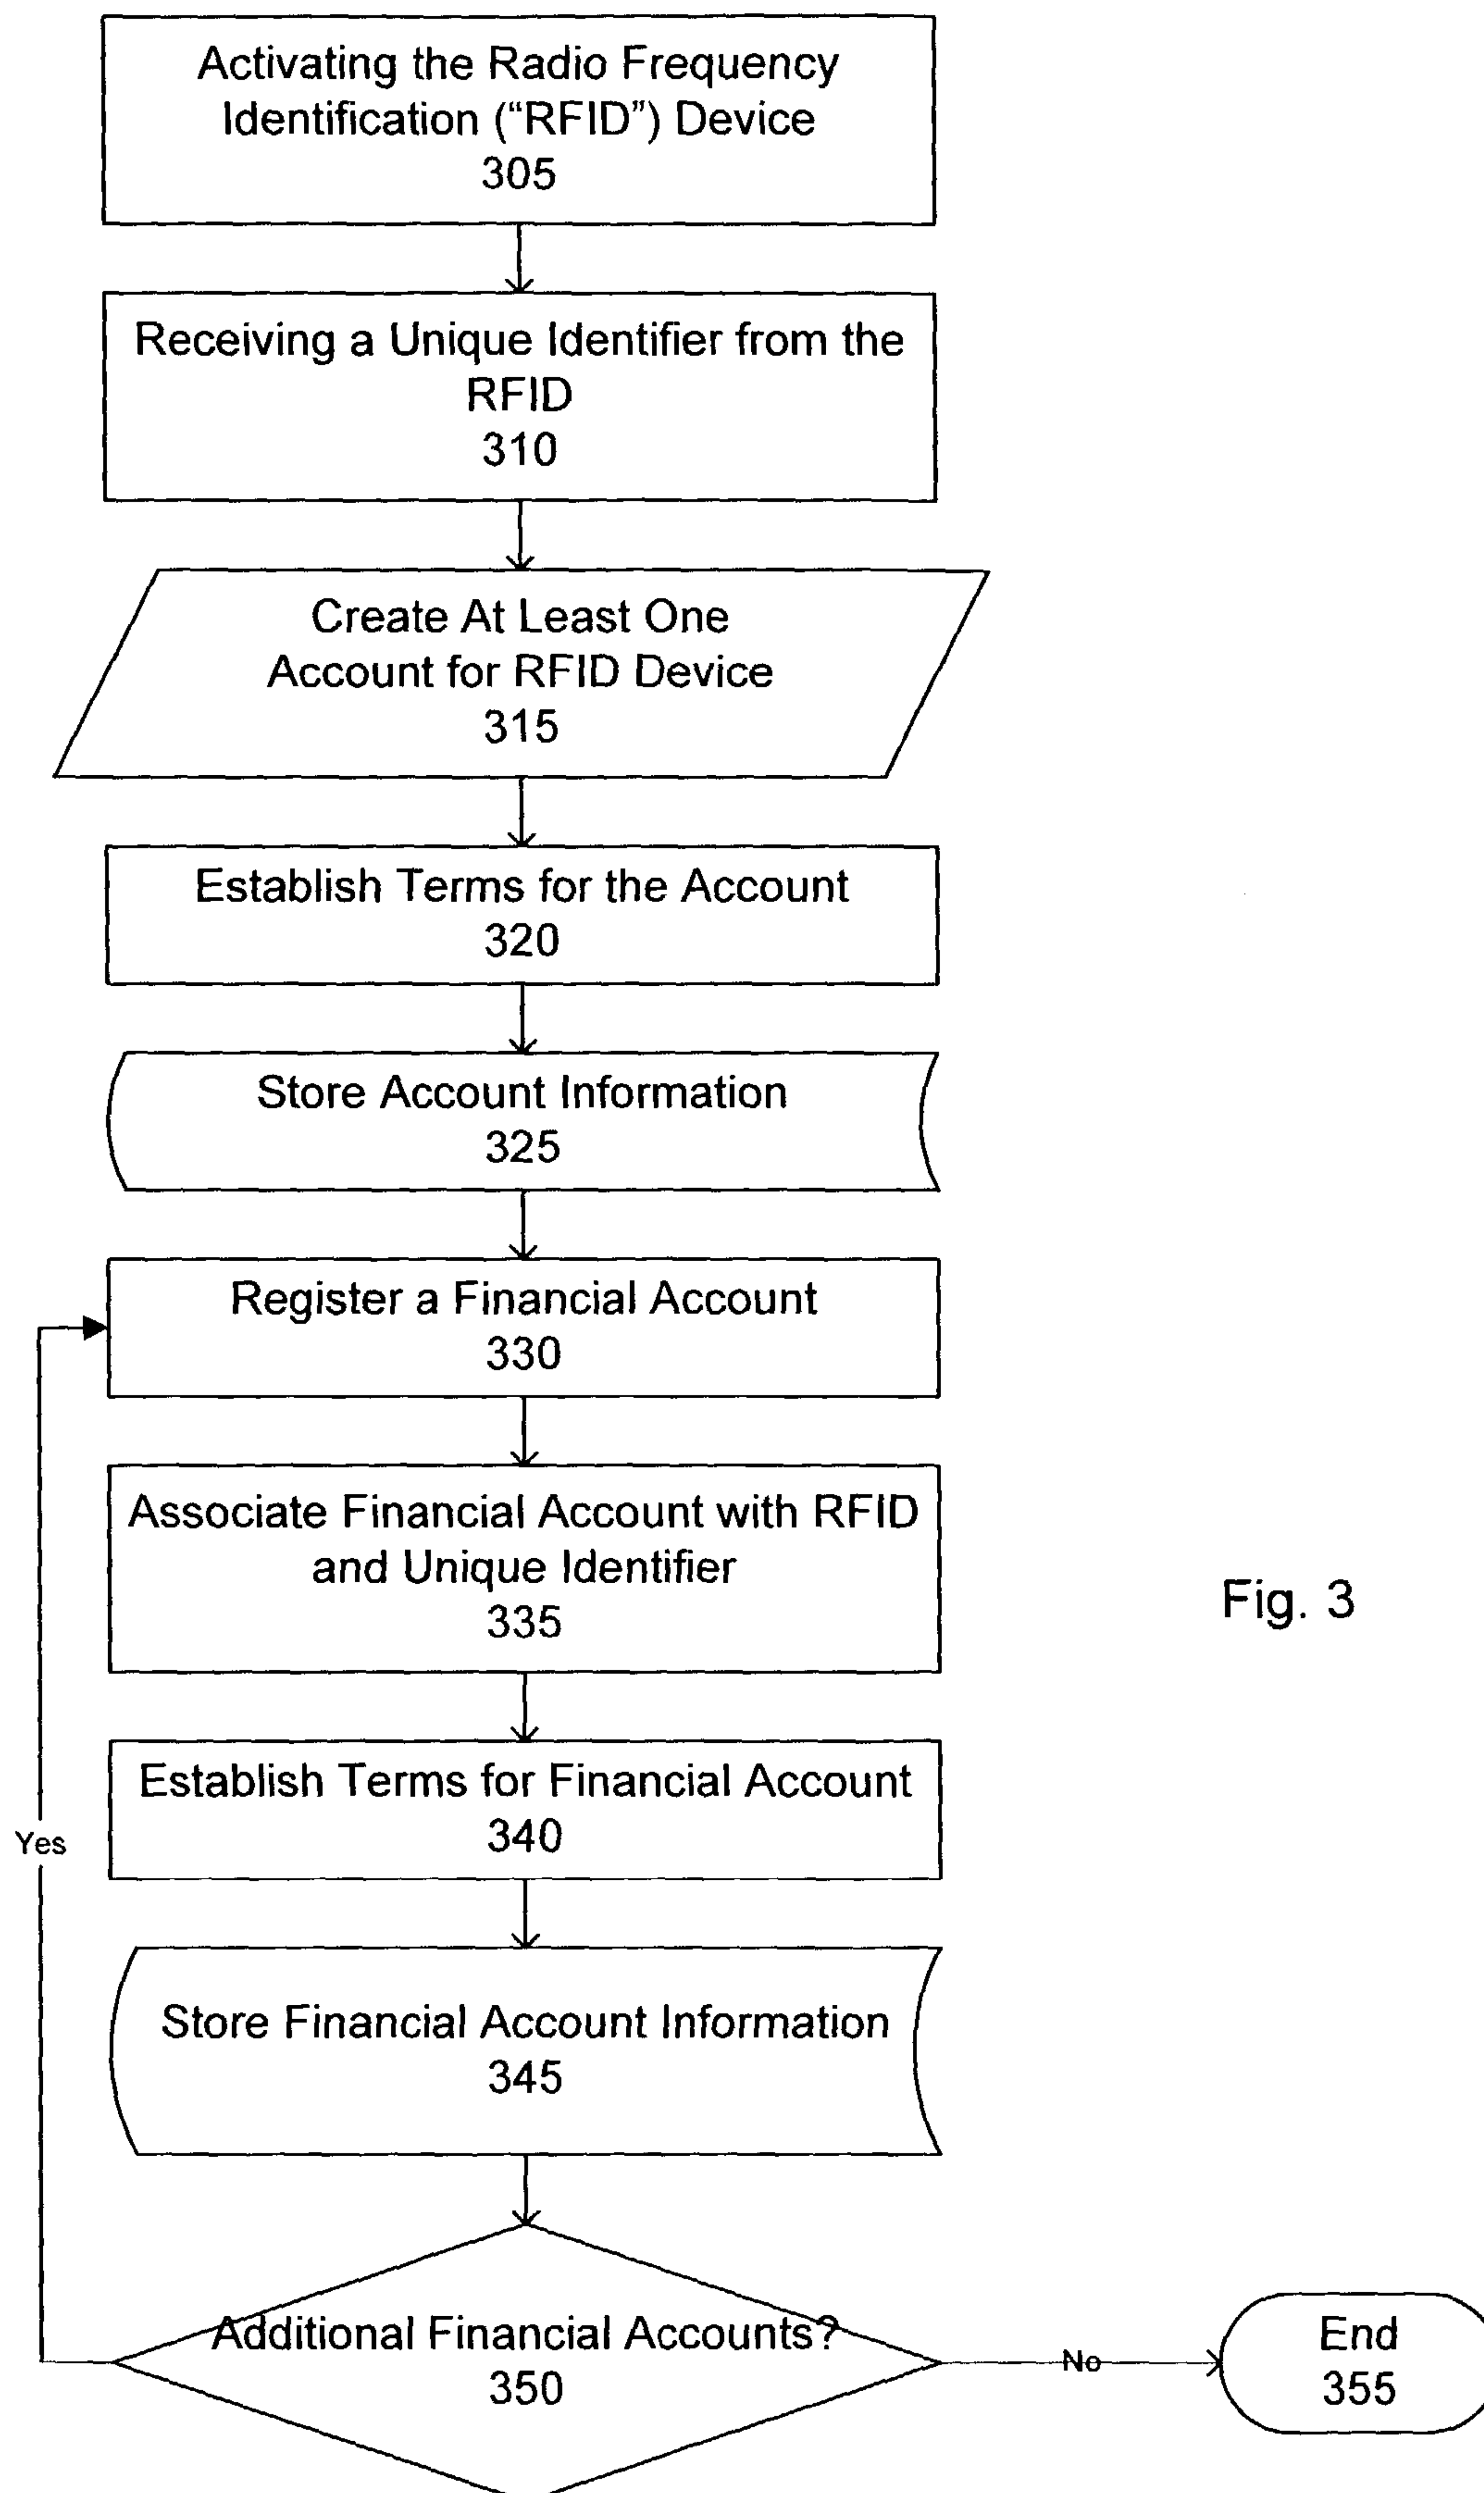 Activating the Radio Frequency
Identification (“RFID”) Device
305
Receiving a Unique Identifier from the
RFID
310
Create At Least One
Account for RFID Device
315
Establish Terms for the Account
320
Store Account Information
325
Register a Financial Account
330
Associate Financial Account with RFID
and Unique Identifier
335
Fig. 3
Establish Terms for Financial Account
340
Yes
Store Financial Account Information
345
Additional Financial Accounts?
350
No
End
355